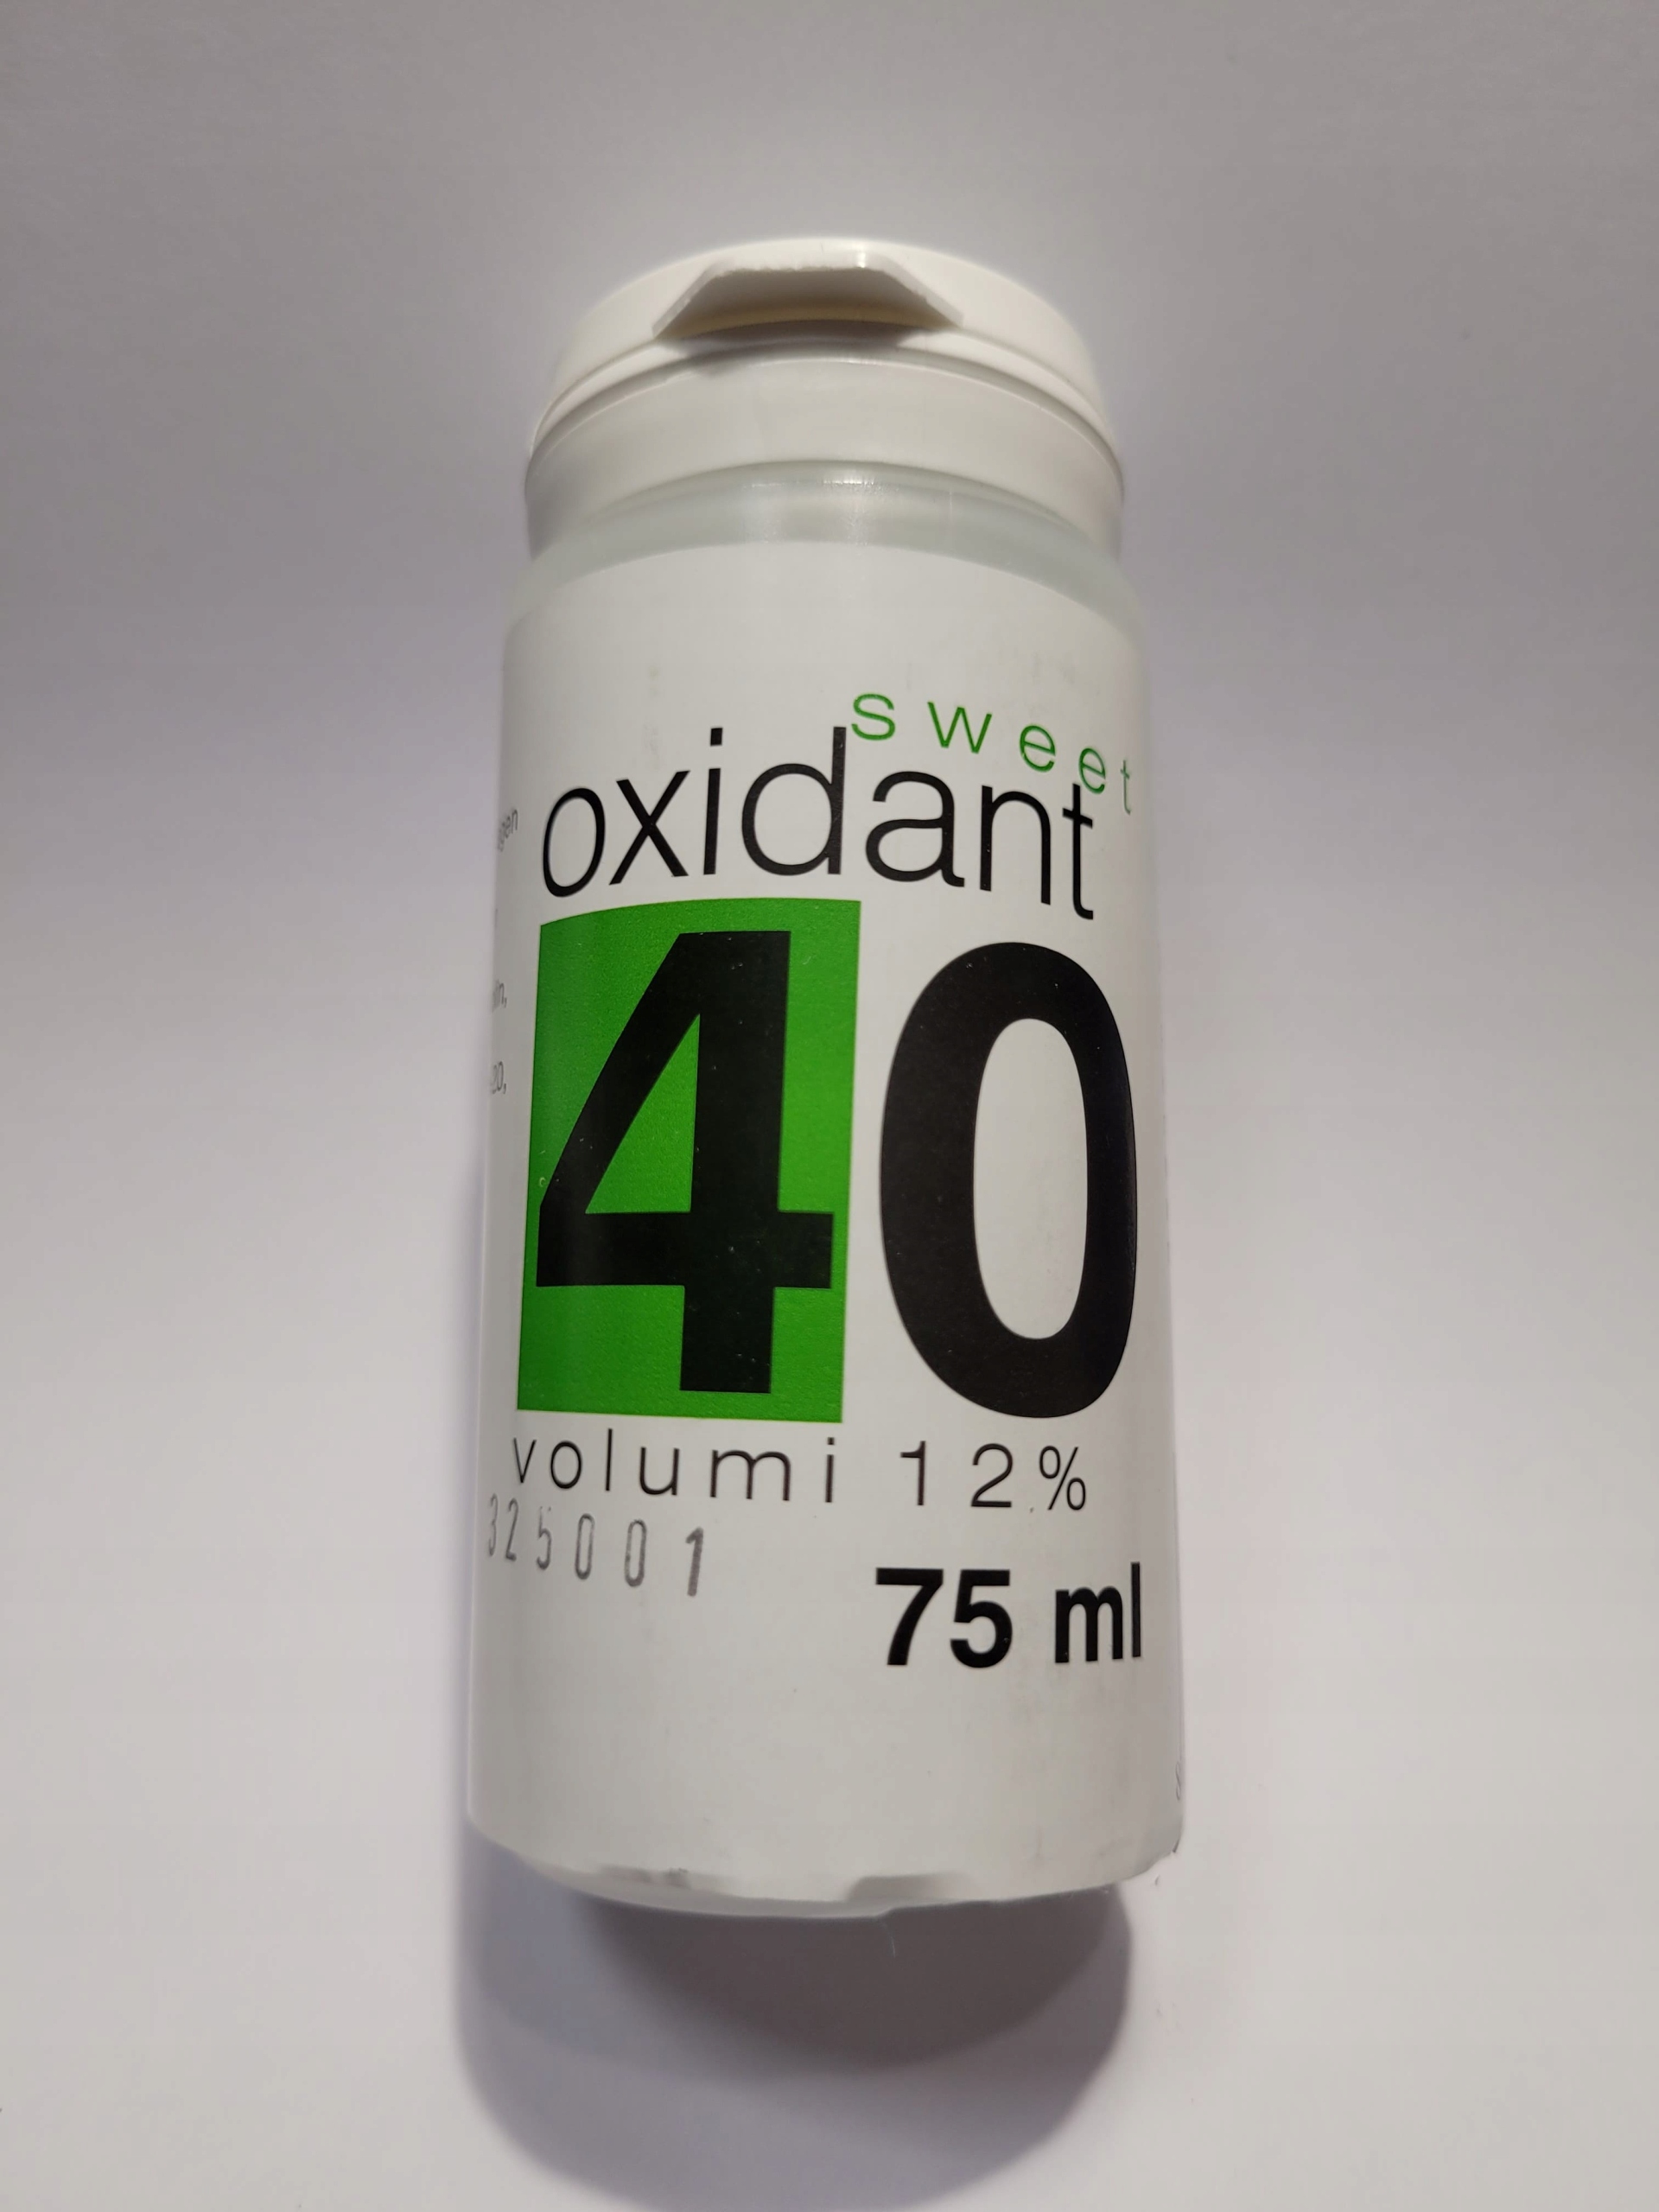 sweet
oxidant
40
volumi 12%
325001
75 ml